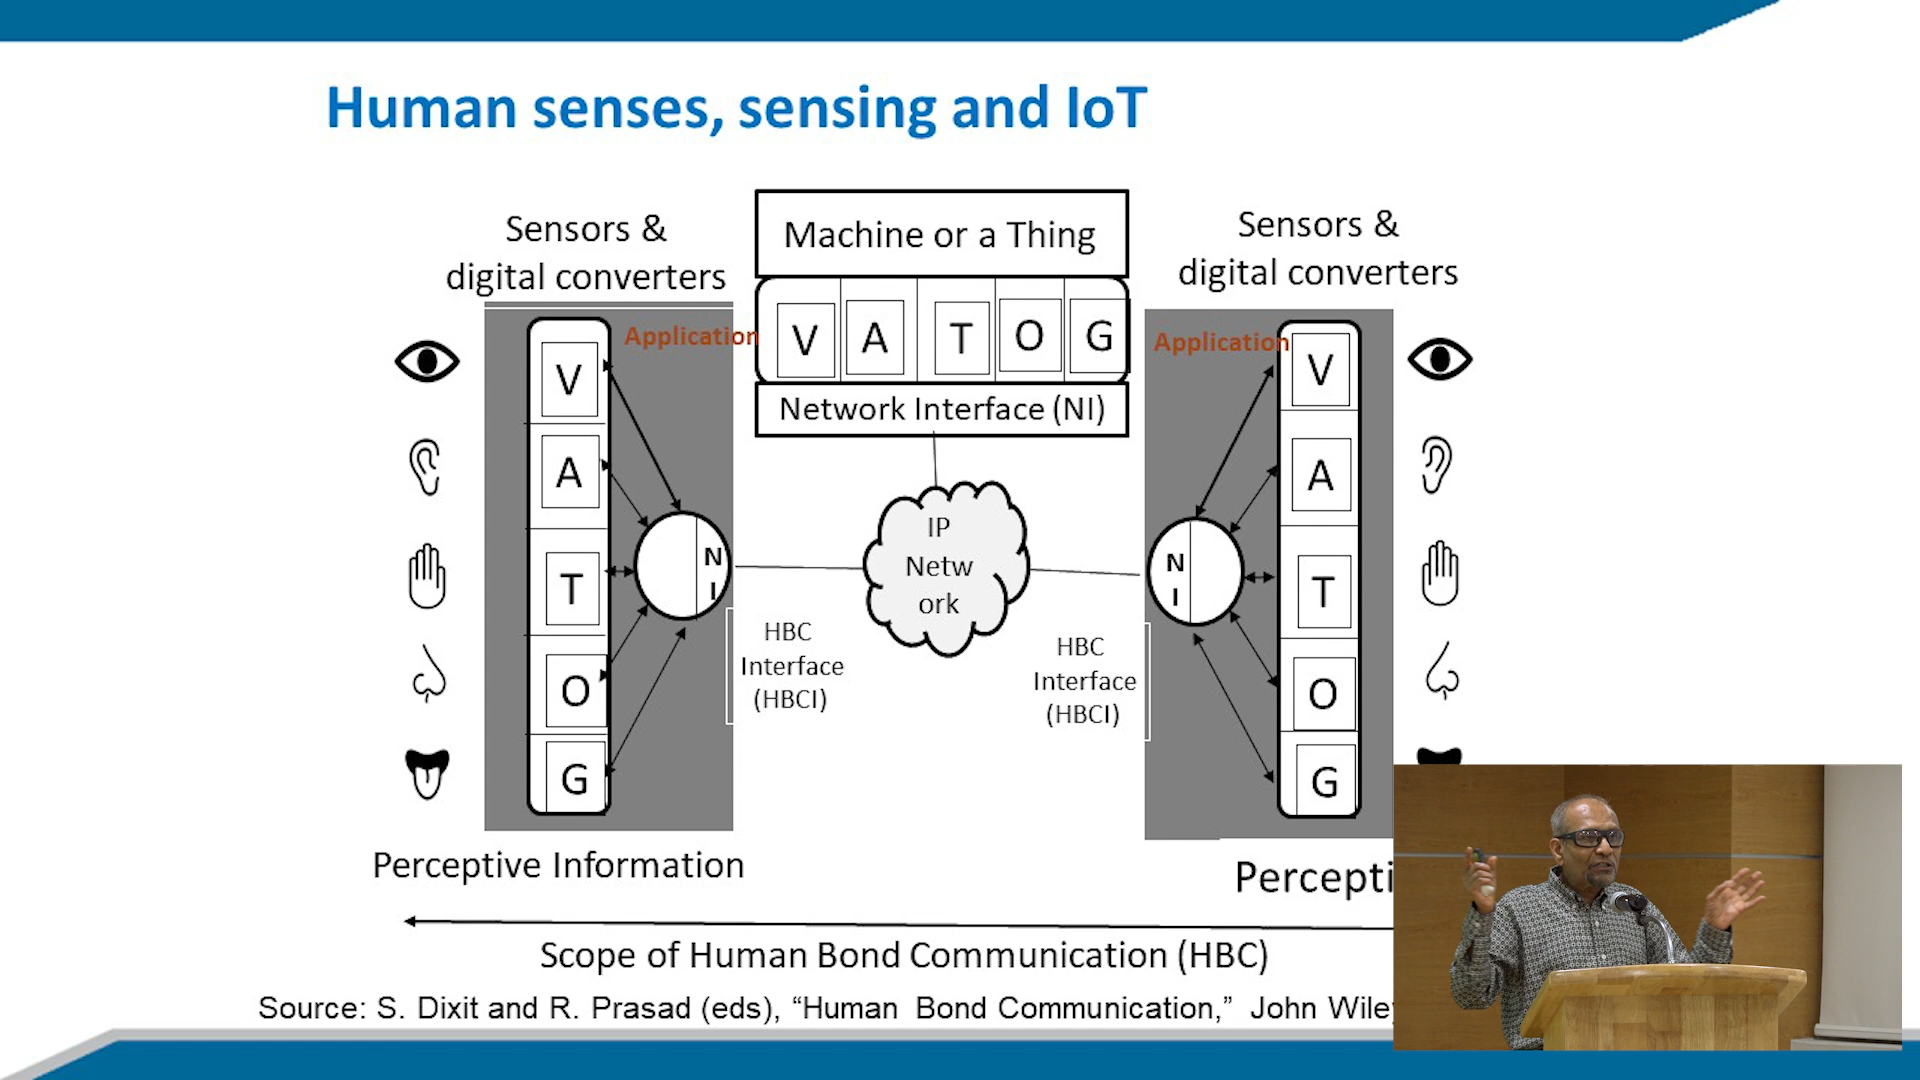 Human senses, sensing and IoT
Sensors &
digital converters
Machine or a Thing
Sensors &
digital converters
Application
V A T O G
Application
Network Interface (NI)
V
A
T
O
G
N
I
IP
Netw
ork
N
I
V
A
T
O
G
HBC
Interface
(HBCI)
HBC
Interface
(HBCI)
Perceptive Information
Percepti
Scope of Human Bond Communication (HBC)
Source: S. Dixit and R. Prasad (eds), “Human Bond Communication,” John Wiley